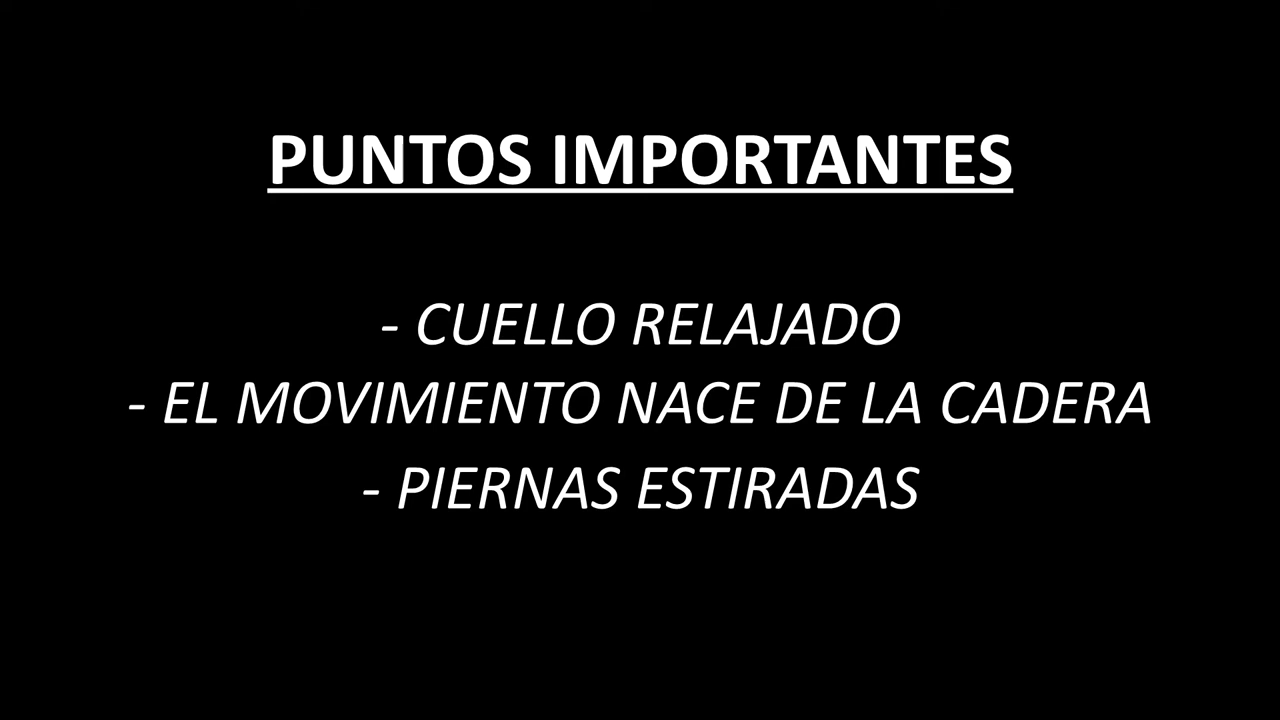 PUNTOS IMPORTANTES
- CUELLO RELAJADO
- EL MOVIMIENTO NACE DE LA CADERA
- PIERNAS ESTIRADAS